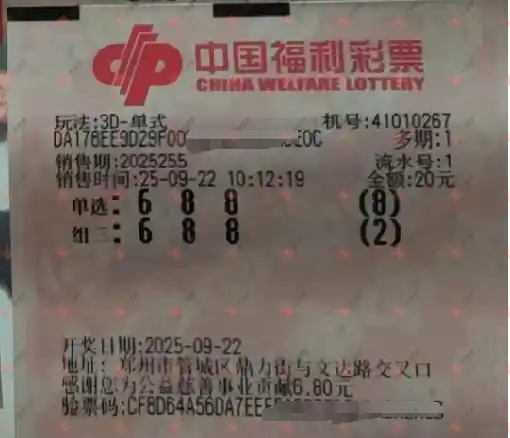 中国福利彩票
CHINA WELFARE LOTTERY
玩法:3D-单式 机号:41010267
DA178EE9D29F00 0E0C 多期:1
销售期:2025255 流水号:1
销售时间:25-09-22 10:12:19 金额:20元
单选: 6 8 8 (8)
组三: 6 8 8 (2)
开奖日期:2025-09-22
地址: 郑州市管城区鼎力街与文达路交叉口
感谢您为公益慈善事业贡献6.80元
验票码:CF8D64A560A7EE